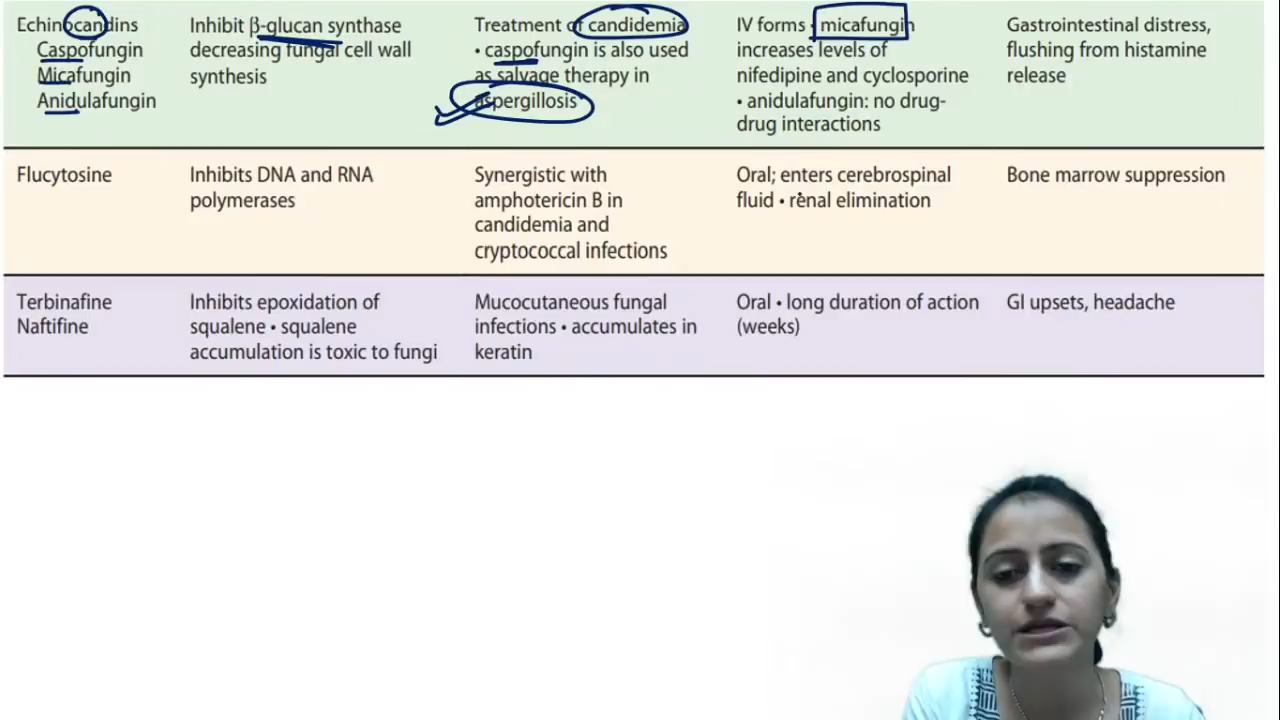 Echinocandins
Caspofungin
Micafungin
Anidulafungin
Inhibit β-glucan synthase
decreasing fungal cell wall
synthesis
Treatment of candidemia
• caspofungin is also used
as salvage therapy in
aspergillosis
IV forms • micafungin
increases levels of
nifedipine and cyclosporine
• anidulafungin: no drug-
drug interactions
Gastrointestinal distress,
flushing from histamine
release
Flucytosine
Inhibits DNA and RNA
polymerases
Synergistic with
amphotericin B in
candidemia and
cryptococcal infections
Oral; enters cerebrospinal
fluid • renal elimination
Bone marrow suppression
Terbinafine
Naftifine
Inhibits epoxidation of
squalene • squalene
accumulation is toxic to fungi
Mucocutaneous fungal
infections • accumulates in
keratin
Oral • long duration of action
(weeks)
GI upsets, headache